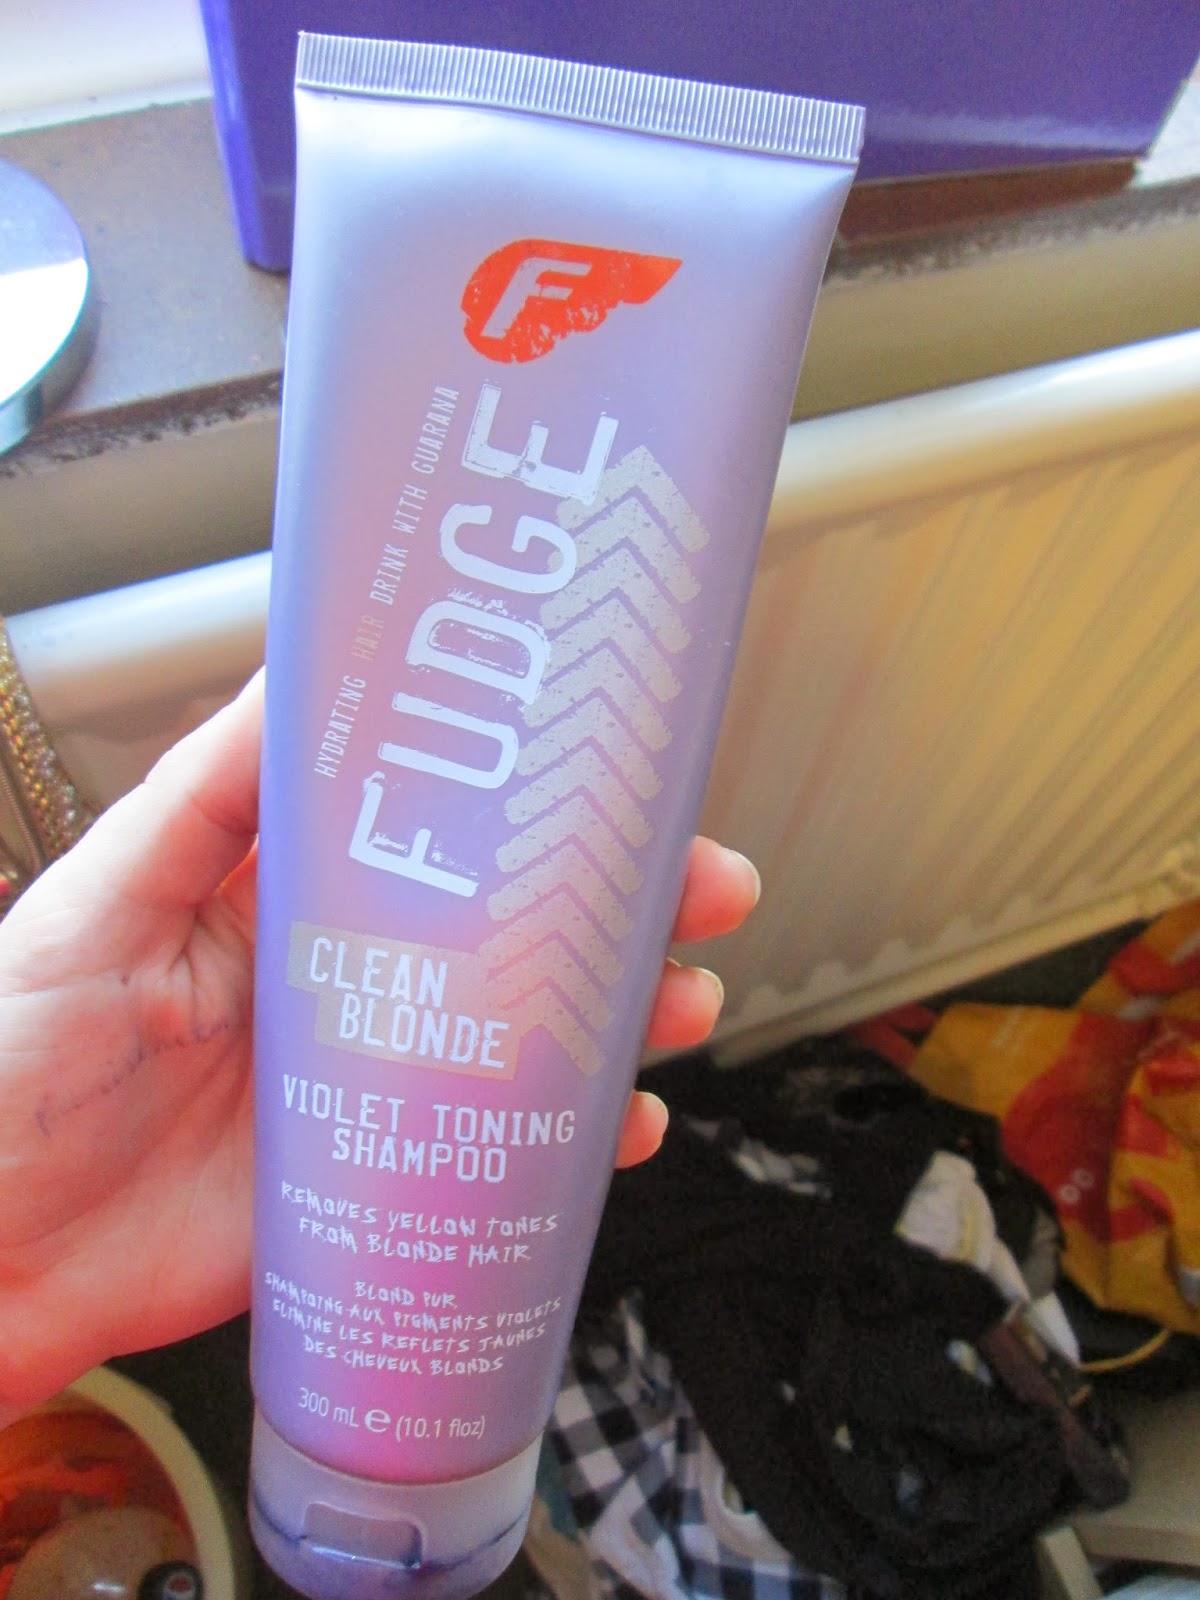 F
FUDGE
HYDRATING HAIR DRINK WITH GUARANA
CLEAN
BLONDE
VIOLET TONING
SHAMPOO
REMOVES YELLOW TONES
FROM BLONDE HAIR
BLOND PUR
SHAMPOING AUX PIGMENTS VIOLETS
ELIMINE LES REFLETS JAUNES
DES CHEVEUX BLONDS
300 mL ℮ (10.1 floz)